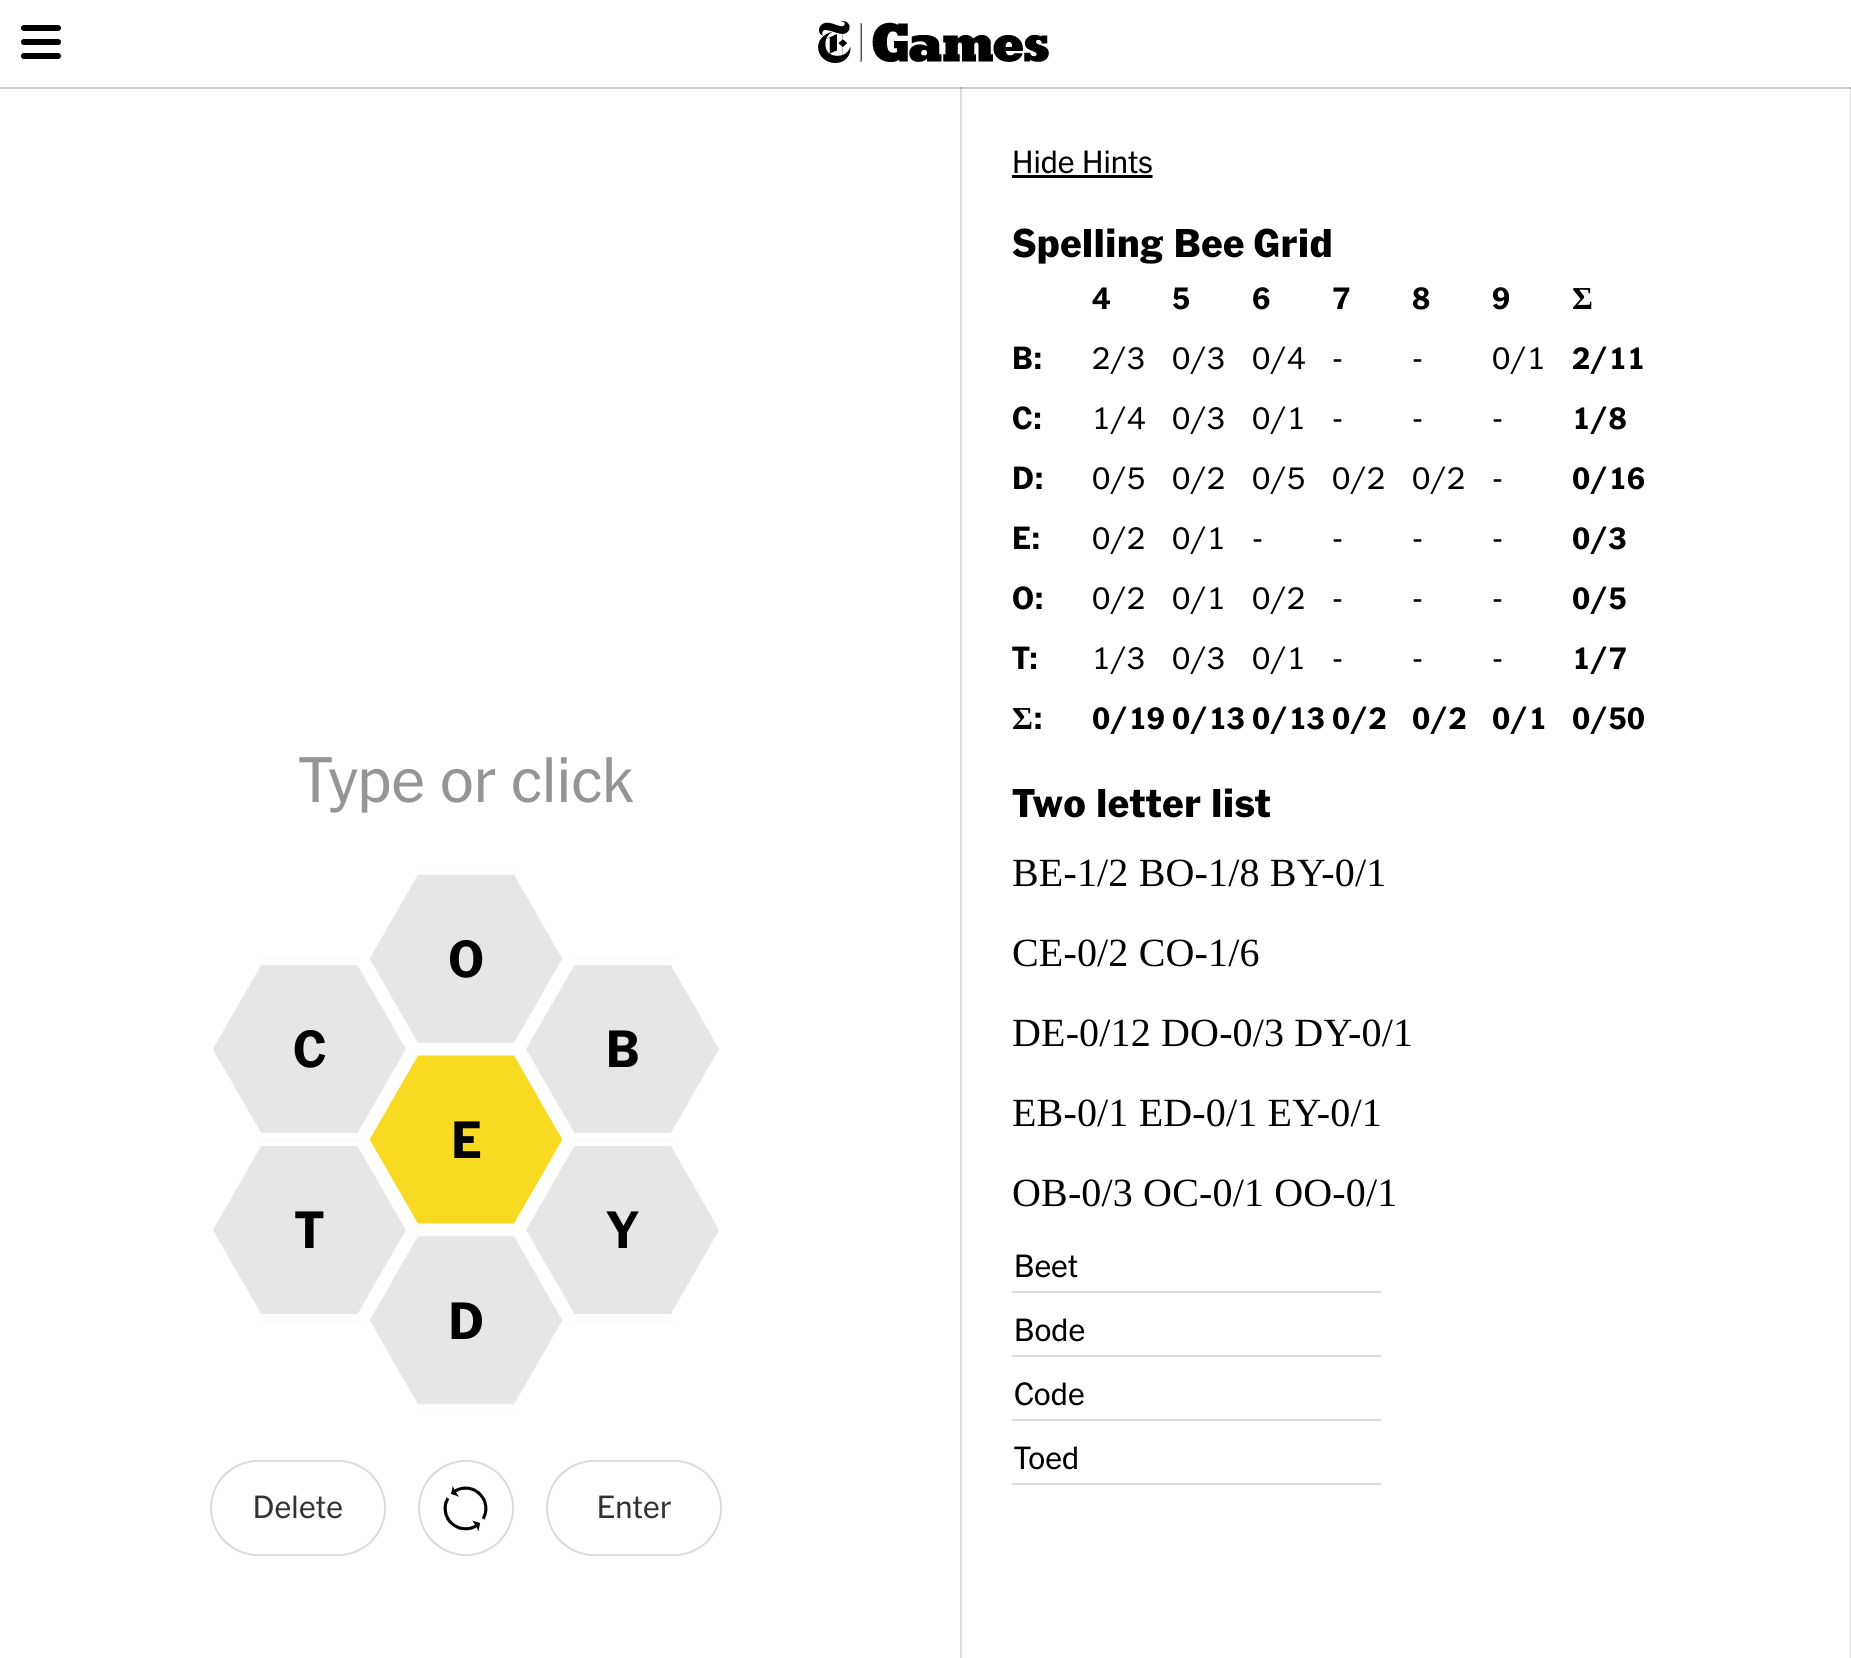 T Games
Hide Hints
Spelling Bee Grid
4 5 6 7 8 9 Σ
B: 2/3 0/3 0/4 - - 0/1 2/11
C: 1/4 0/3 0/1 - - - 1/8
D: 0/5 0/2 0/5 0/2 0/2 - 0/16
E: 0/2 0/1 - - - - 0/3
O: 0/2 0/1 0/2 - - - 0/5
T: 1/3 0/3 0/1 - - - 1/7
Σ: 0/19 0/13 0/13 0/2 0/2 0/1 0/50
Type or click
O
C
B
E
T
Y
D
Delete
Enter
Two letter list
BE-1/2 BO-1/8 BY-0/1
CE-0/2 CO-1/6
DE-0/12 DO-0/3 DY-0/1
EB-0/1 ED-0/1 EY-0/1
OB-0/3 OC-0/1 OO-0/1
Beet
Bode
Code
Toed